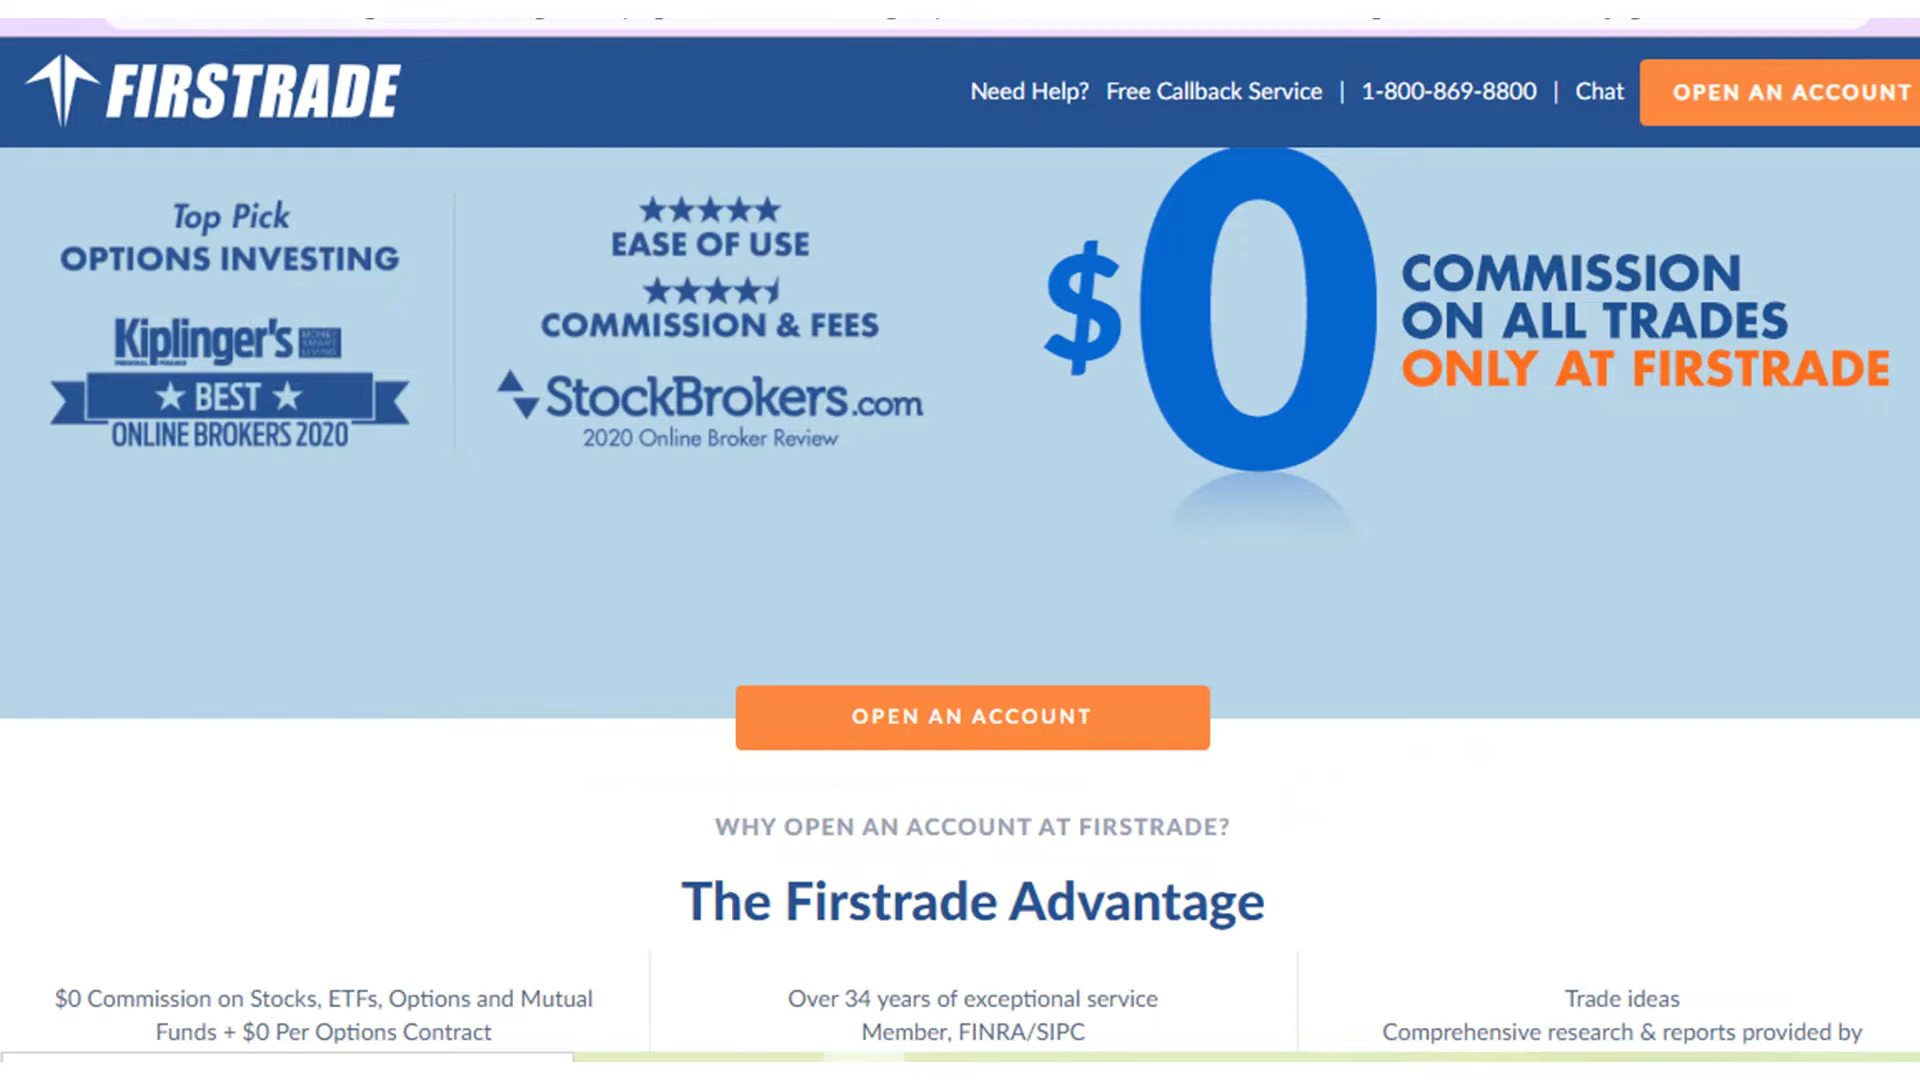 FIRSTRADE
Need Help? Free Callback Service | 1-800-869-8800 | Chat
OPEN AN ACCOUNT
Top Pick
OPTIONS INVESTING
Kiplinger's
BEST
ONLINE BROKERS 2020
EASE OF USE
COMMISSION & FEES
StockBrokers.com
2020 Online Broker Review
$0
COMMISSION
ON ALL TRADES
ONLY AT FIRSTRADE
OPEN AN ACCOUNT
WHY OPEN AN ACCOUNT AT FIRSTRADE?
The Firstrade Advantage
$0 Commission on Stocks, ETFs, Options and Mutual
Funds + $0 Per Options Contract
Over 34 years of exceptional service
Member, FINRA/SIPC
Trade ideas
Comprehensive research & reports provided by